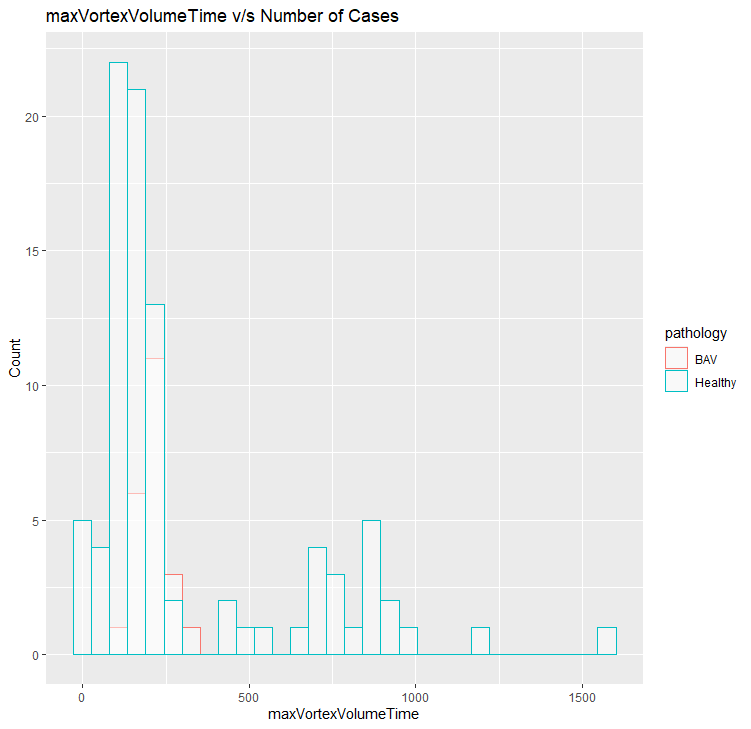 maxVortexVolumeTime v/s Number of Cases
Count
20
15
10
5
0
0 500 1000 1500
maxVortexVolumeTime
pathology
BAV
Healthy